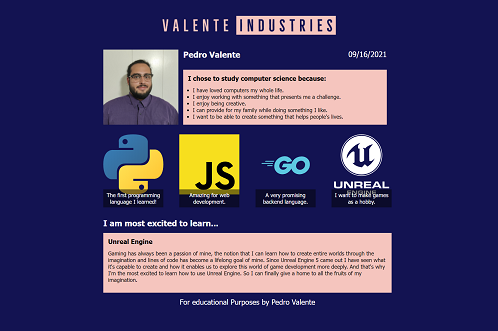 VALENTE INDUSTRIES
Pedro Valente
09/16/2021
I chose to study computer science because:
• I have loved computers my whole life.
• I enjoy working with something that presents me a challenge.
• I enjoy being creative.
• I can provide for my family while doing something I like.
• I want to be able to create something that helps people's lives.
The first programming
language I learned!
JS
Amazing for web
development.
GO
A very promising
backend language.
UNREAL
ENGINE
I want to make games
as a hobby.
I am most excited to learn...
Unreal Engine
Gaming has always been a passion of mine, the notion that I can learn how to create entire worlds through the
imagination and lines of code has become a lifelong goal of mine. Since Unreal Engine 5 came out I have seen what
it's capable to create and how it enables us to explore this world of game development more deeply. And that's why
I'm the most excited to learn how to use Unreal Engine. So I can finally give a home to all the fruits of my
imagination.
For educational Purposes by Pedro Valente